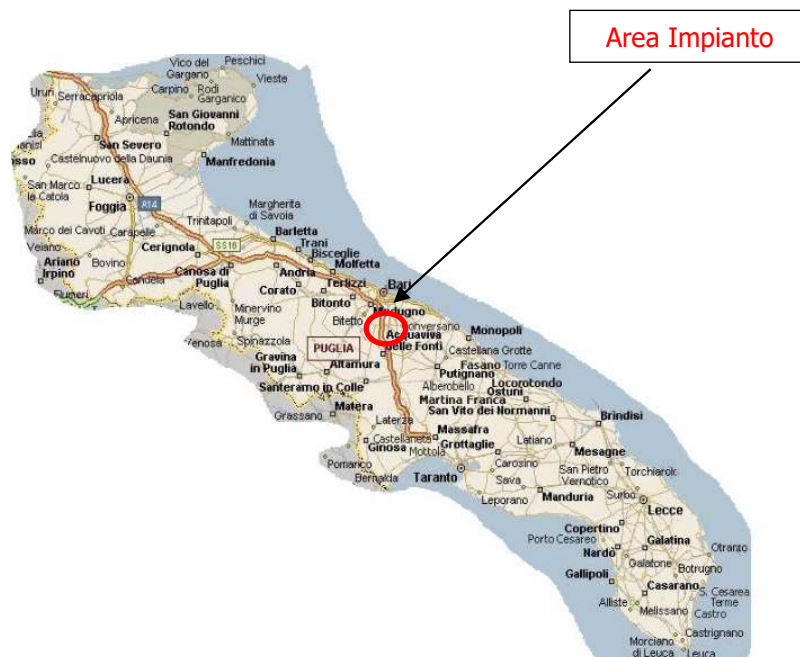 Area Impianto
Vico del
Gargano
Peschici
Vieste
Ururi
Serracapriola
Carpino
Rodi
Garganico
Apricena
San Giovanni
Rotondo
San Severo
Mattinata
Castelnuovo della Daunia
Manfredonia
San Marco
la Catola
Lucera
Foggia
A14
Margherita
di Savoia
Trinitapoli
Marco dei Cavoti
Carapelle
Barletta
SS16
Trani
Bisceglie
Cerignola
Molfetta
Ariano
Irpino
Bovino
Canosa di
Puglia
Andria
Terlizzi
Bari
Candela
Corato
Bitonto
Modugno
Flumeri
Lavello
Minervino
Murge
Bitetto
Conversano
Monopoli
Venosa
Spinazzola
PUGLIA
Acquaviva
delle Fonti
Castellana Grotte
Gravina
in Puglia
Altamura
Fasano
Torre Canne
Putignano
Locorotondo
Santeramo in Colle
Alberobello
Ostuni
Martina Franca
Grassano
Matera
San Vito dei Normanni
Brindisi
Laterza
Massafra
Castellaneta
Grottaglie
Latiano
Ginosa
Mottola
Mesagne
Pomarico
Carosino
San Pietro
Vernotico
Torchiarolo
Bernalda
Taranto
Sava
Surbo
Leporano
Manduria
Lecce
Copertino
Porto Cesareo
Galatina
Otranto
Nardò
Galatone
Botrugno
Gallipoli
Casarano
S. Cesarea
Terme
Alliste
Melissano
Castro
Castrignano
Morciano
di Leuca
Leuca